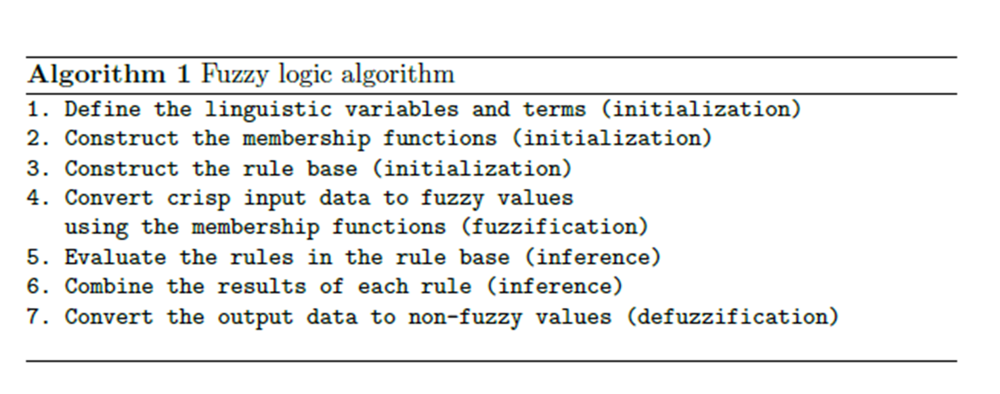 Algorithm 1 Fuzzy logic algorithm
1. Define the linguistic variables and terms (initialization)
2. Construct the membership functions (initialization)
3. Construct the rule base (initialization)
4. Convert crisp input data to fuzzy values
using the membership functions (fuzzification)
5. Evaluate the rules in the rule base (inference)
6. Combine the results of each rule (inference)
7. Convert the output data to non-fuzzy values (defuzzification)